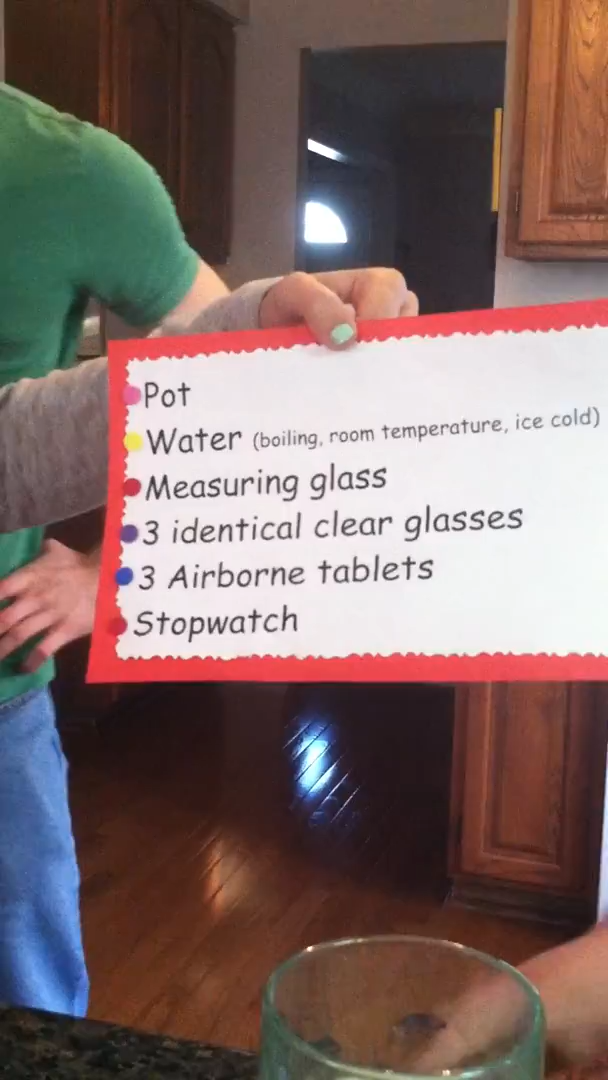 Pot
Water (boiling, room temperature, ice cold)
Measuring glass
3 identical clear glasses
3 Airborne tablets
Stopwatch